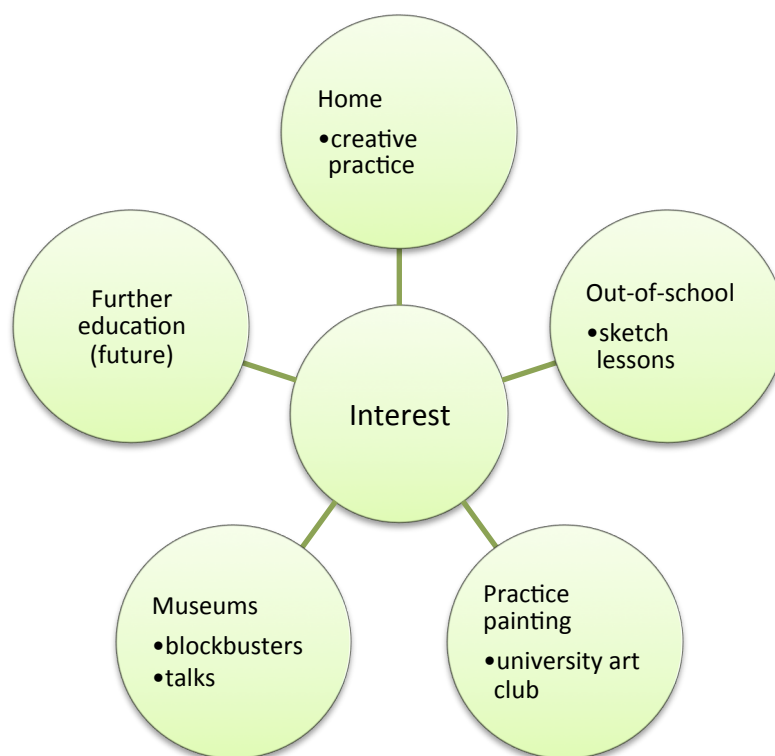 Home
•creative
practice
Out-of-school
•sketch
lessons
Practice
painting
•university art
club
Museums
•blockbusters
•talks
Further
education
(future)
Interest